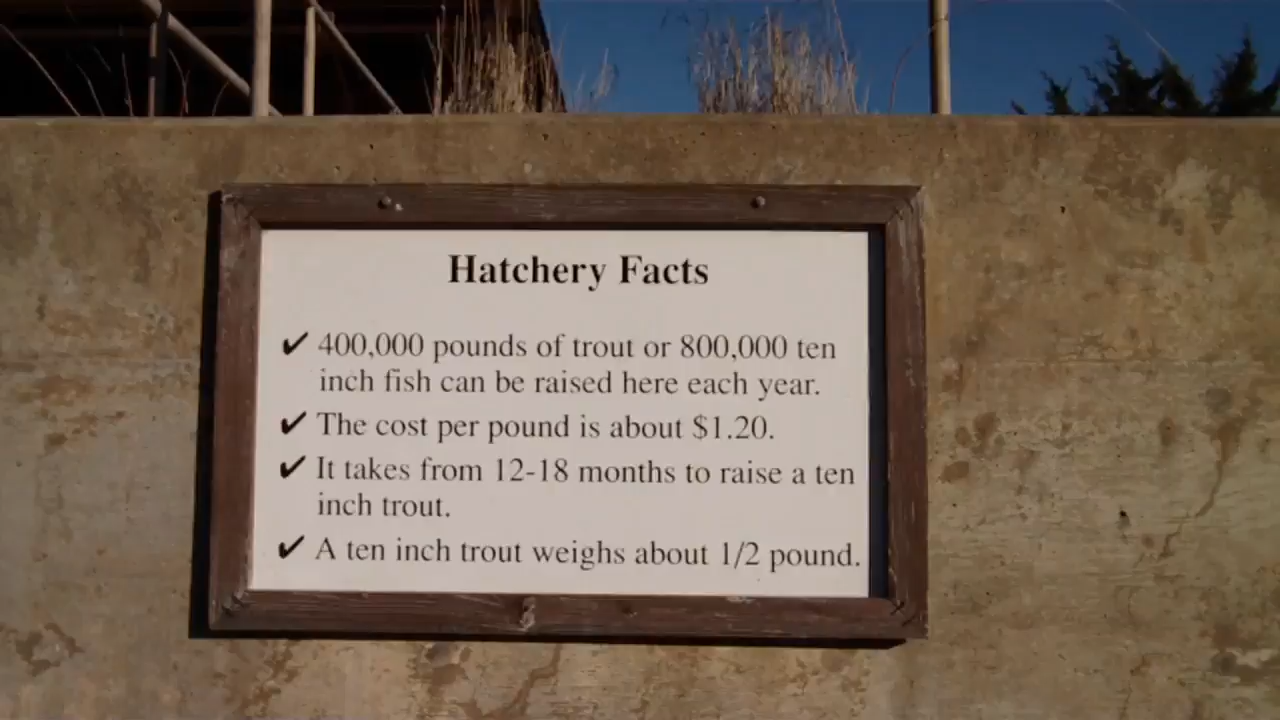 Hatchery Facts
✔ 400,000 pounds of trout or 800,000 ten
inch fish can be raised here each year.
✔ The cost per pound is about $1.20.
✔ It takes from 12-18 months to raise a ten
inch trout.
✔ A ten inch trout weighs about 1/2 pound.